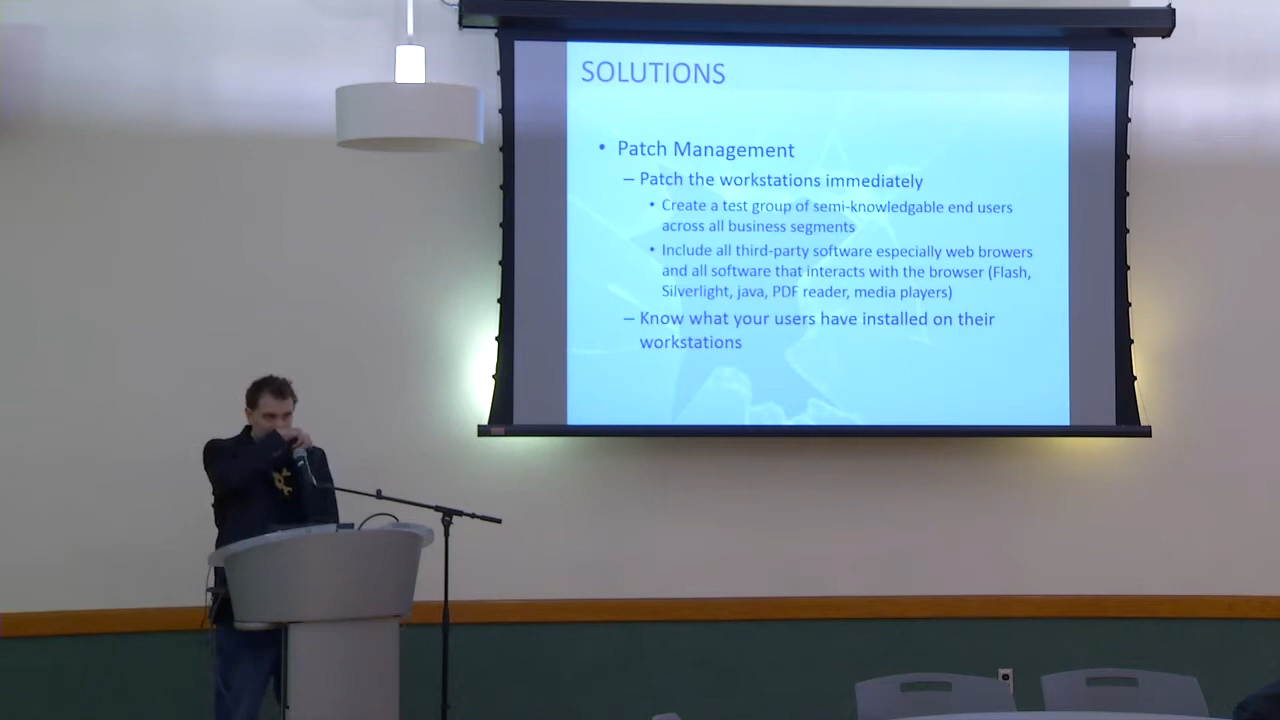 SOLUTIONS
• Patch Management
– Patch the workstations immediately
• Create a test group of semi-knowledgable end users
across all business segments
• Include all third-party software especially web browers
and all software that interacts with the browser (Flash,
Silverlight, java, PDF reader, media players)
– Know what your users have installed on their
workstations